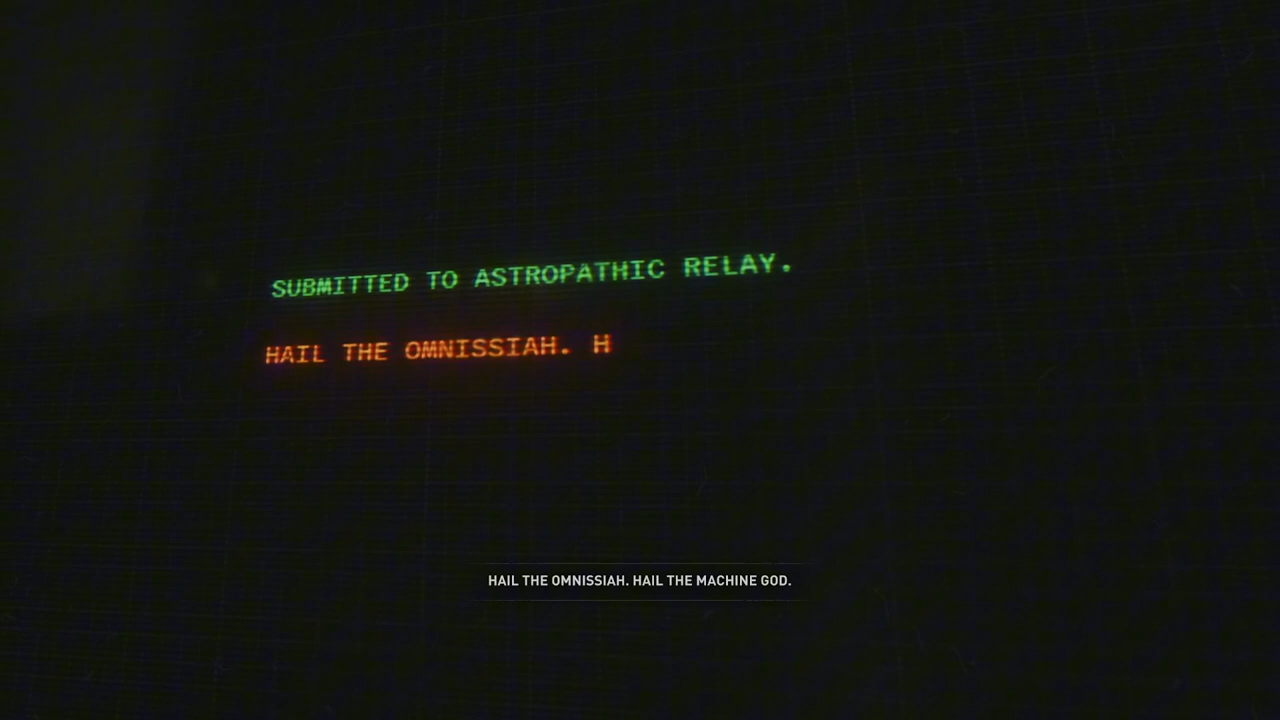 SUBMITTED TO ASTROPATHIC RELAY.
HAIL THE OMNISSIAH. H
HAIL THE OMNISSIAH. HAIL THE MACHINE GOD.